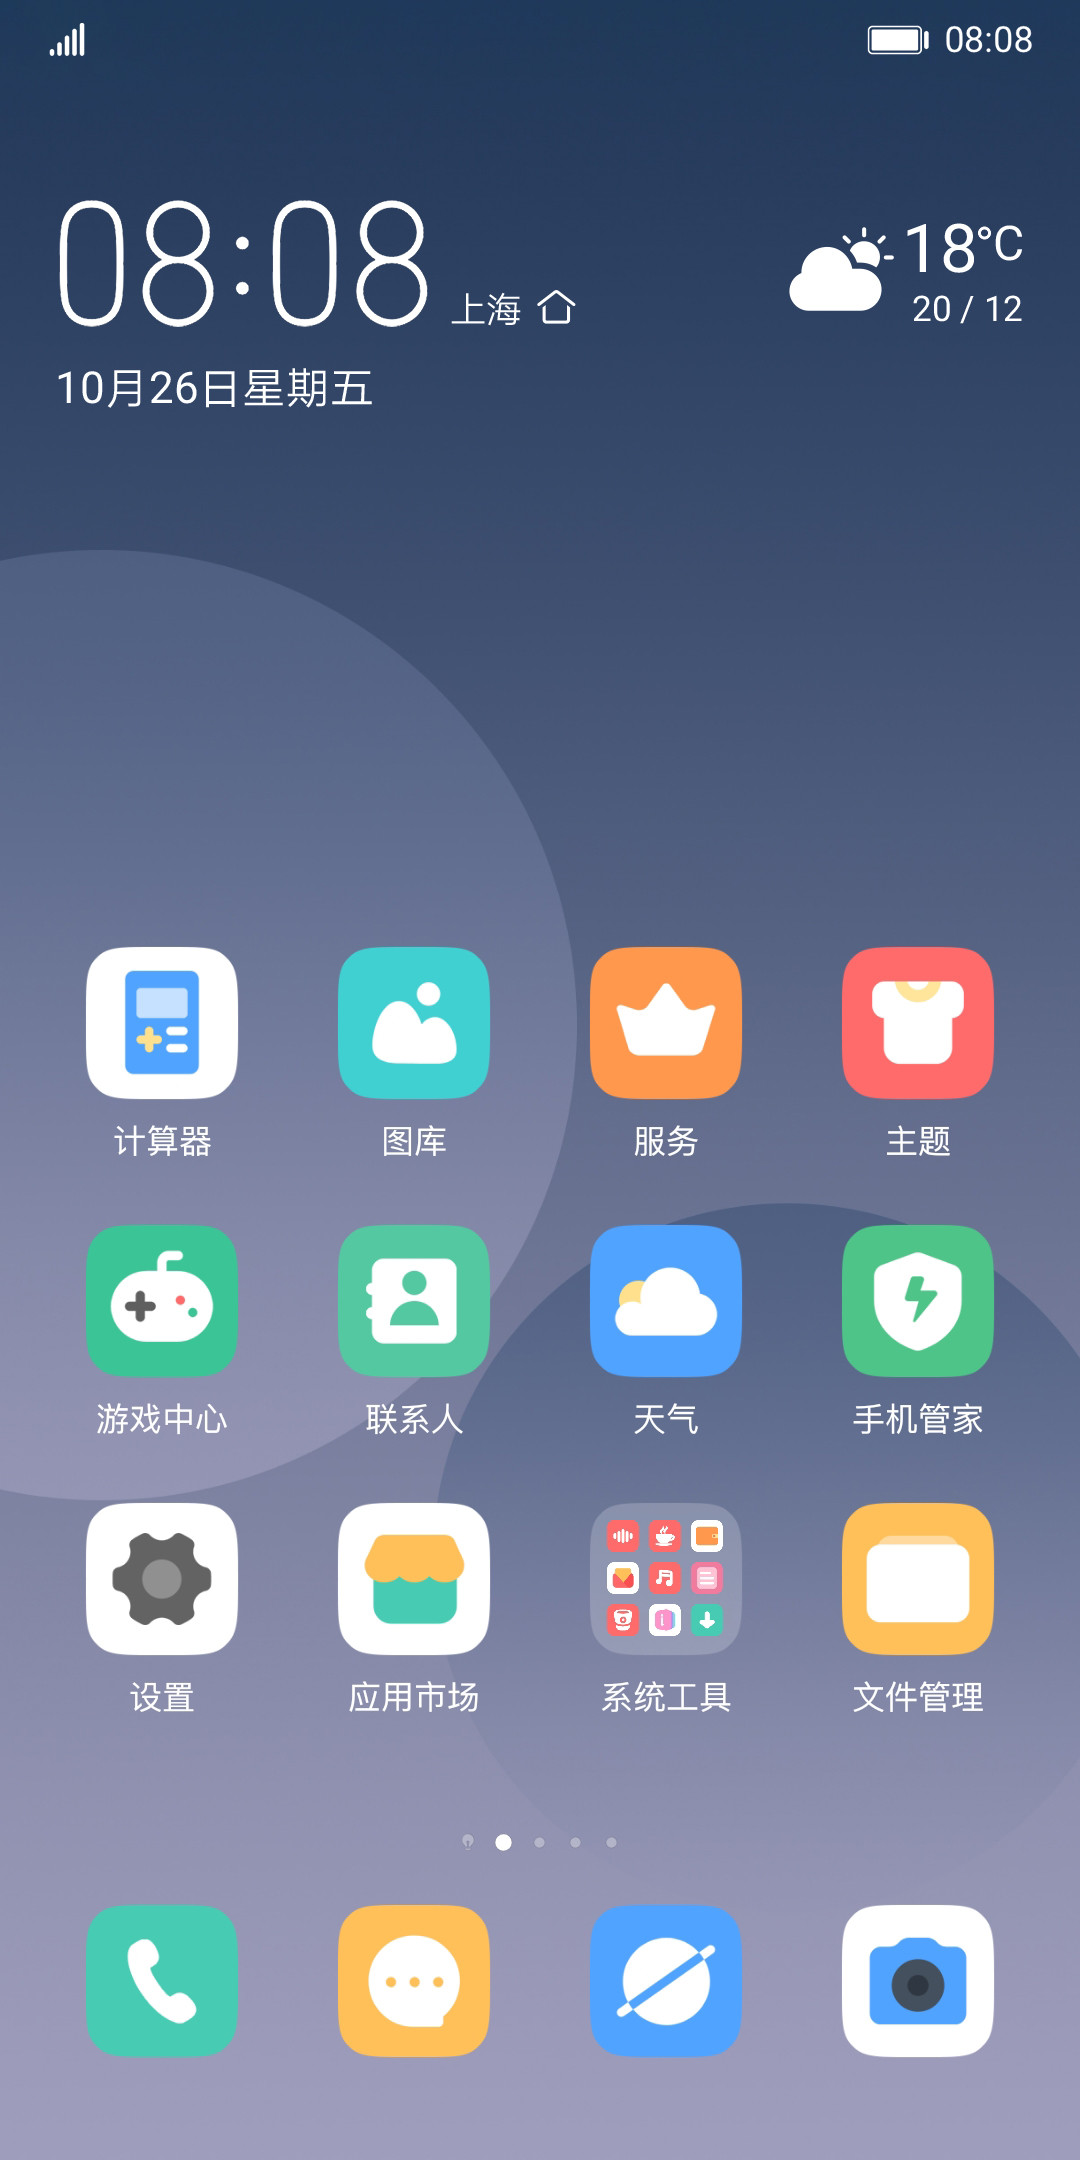 08:08
08:08
上海
18°C
20 / 12
10月26日星期五
计算器
图库
服务
主题
游戏中心
联系人
天气
手机管家
设置
应用市场
系统工具
文件管理